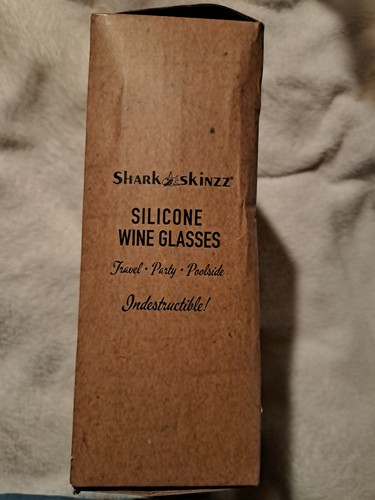 Shark skinzz
SILICONE
WINE GLASSES
Travel · Party · Poolside
Indestructible!